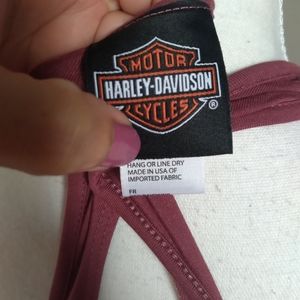 MOTOR
HARLEY-DAVIDSON
CYCLES
®
HANG OR LINE DRY
MADE IN USA OF
IMPORTED FABRIC
FR